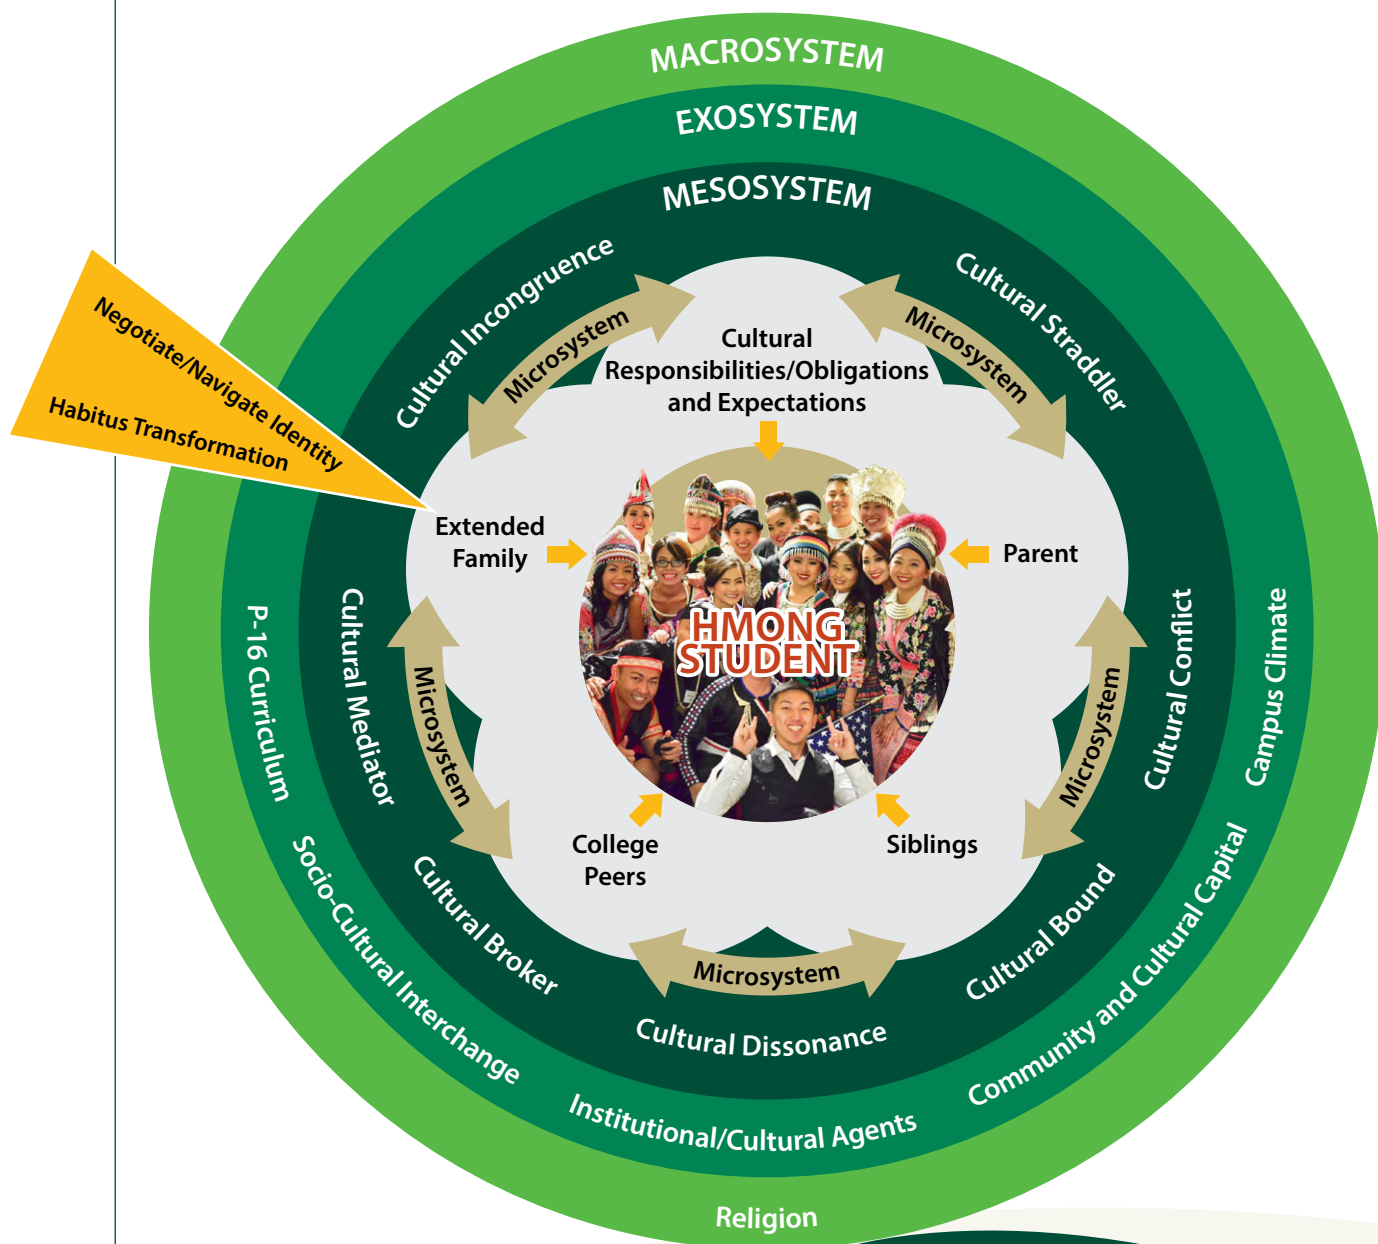 MACROSYSTEM
EXOSYSTEM
MESOSYSTEM
Cultural Incongruence
Cultural Straddler
Microsystem
Microsystem
Negotiate/Navigate Identity
Habitus Transformation
Cultural
Responsibilities/Obligations
and Expectations
Extended
Family
Parent
HMONG
STUDENT
P-16 Curriculum
Cultural Mediator
Microsystem
Microsystem
Cultural Conflict
Campus Climate
College
Peers
Siblings
Socio-Cultural Interchange
Cultural Broker
Microsystem
Cultural Bound
Community and Cultural Capital
Cultural Dissonance
Institutional/Cultural Agents
Religion